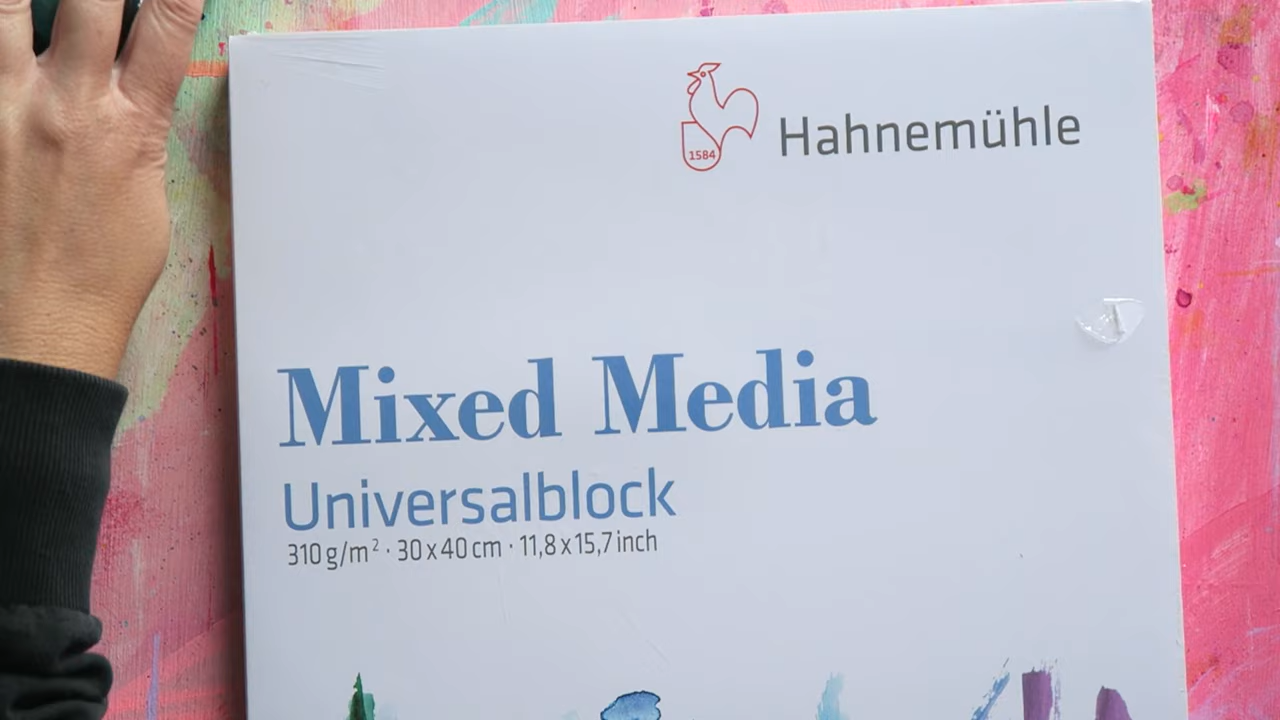 1584
Hahnemühle
Mixed Media
Universalblock
310 g/m² · 30 x 40 cm · 11,8 x 15,7 inch